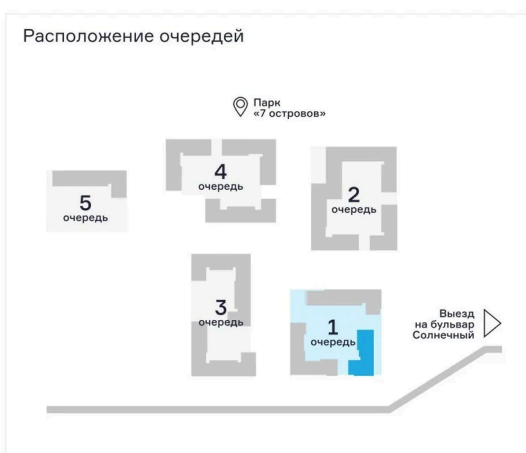 Расположение очередей
Парк
«7 островов»
4
очередь
2
очередь
5
очередь
3
очередь
1
очередь
Выезд
на бульвар
Солнечный